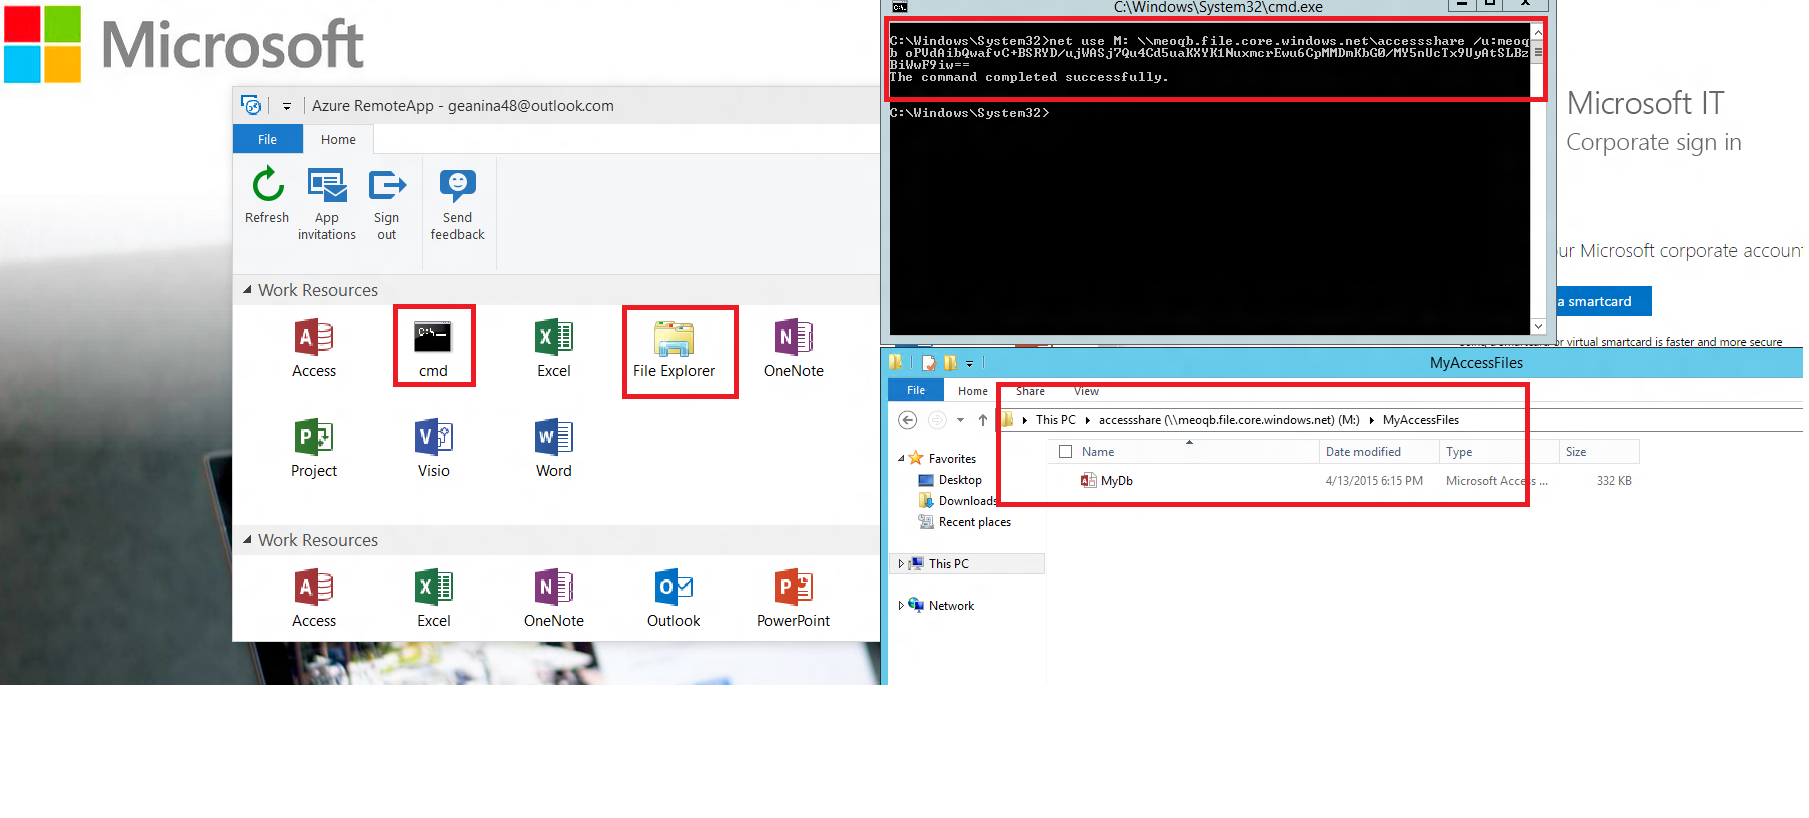 Microsoft
Azure RemoteApp - geanina48@outlook.com
File
Home
Refresh
App invitations
Sign out
Send feedback
Work Resources
Access
cmd
Excel
File Explorer
OneNote
Project
Visio
Word
Work Resources
Access
Excel
OneNote
Outlook
PowerPoint
C:\Windows\System32\cmd.exe
C:\Windows\System32>net use M: \\meoqb.file.core.windows.net\accessshare /u:meoq
b
BiWwF9iw==
The command completed successfully.
C:\Windows\System32>
Microsoft IT
Corporate sign in
ur Microsoft corporate account
a smartcard
or virtual smartcard is faster and more secure
MyAccessFiles
File
Home
Share
View
This PC
accessshare (\\meoqb.file.core.windows.net) (M:)
MyAccessFiles
Name
Date modified
Type
Size
MyDb
4/13/2015 6:15 PM
Microsoft Access ...
332 KB
Favorites
Desktop
Downloads
Recent places
This PC
Network